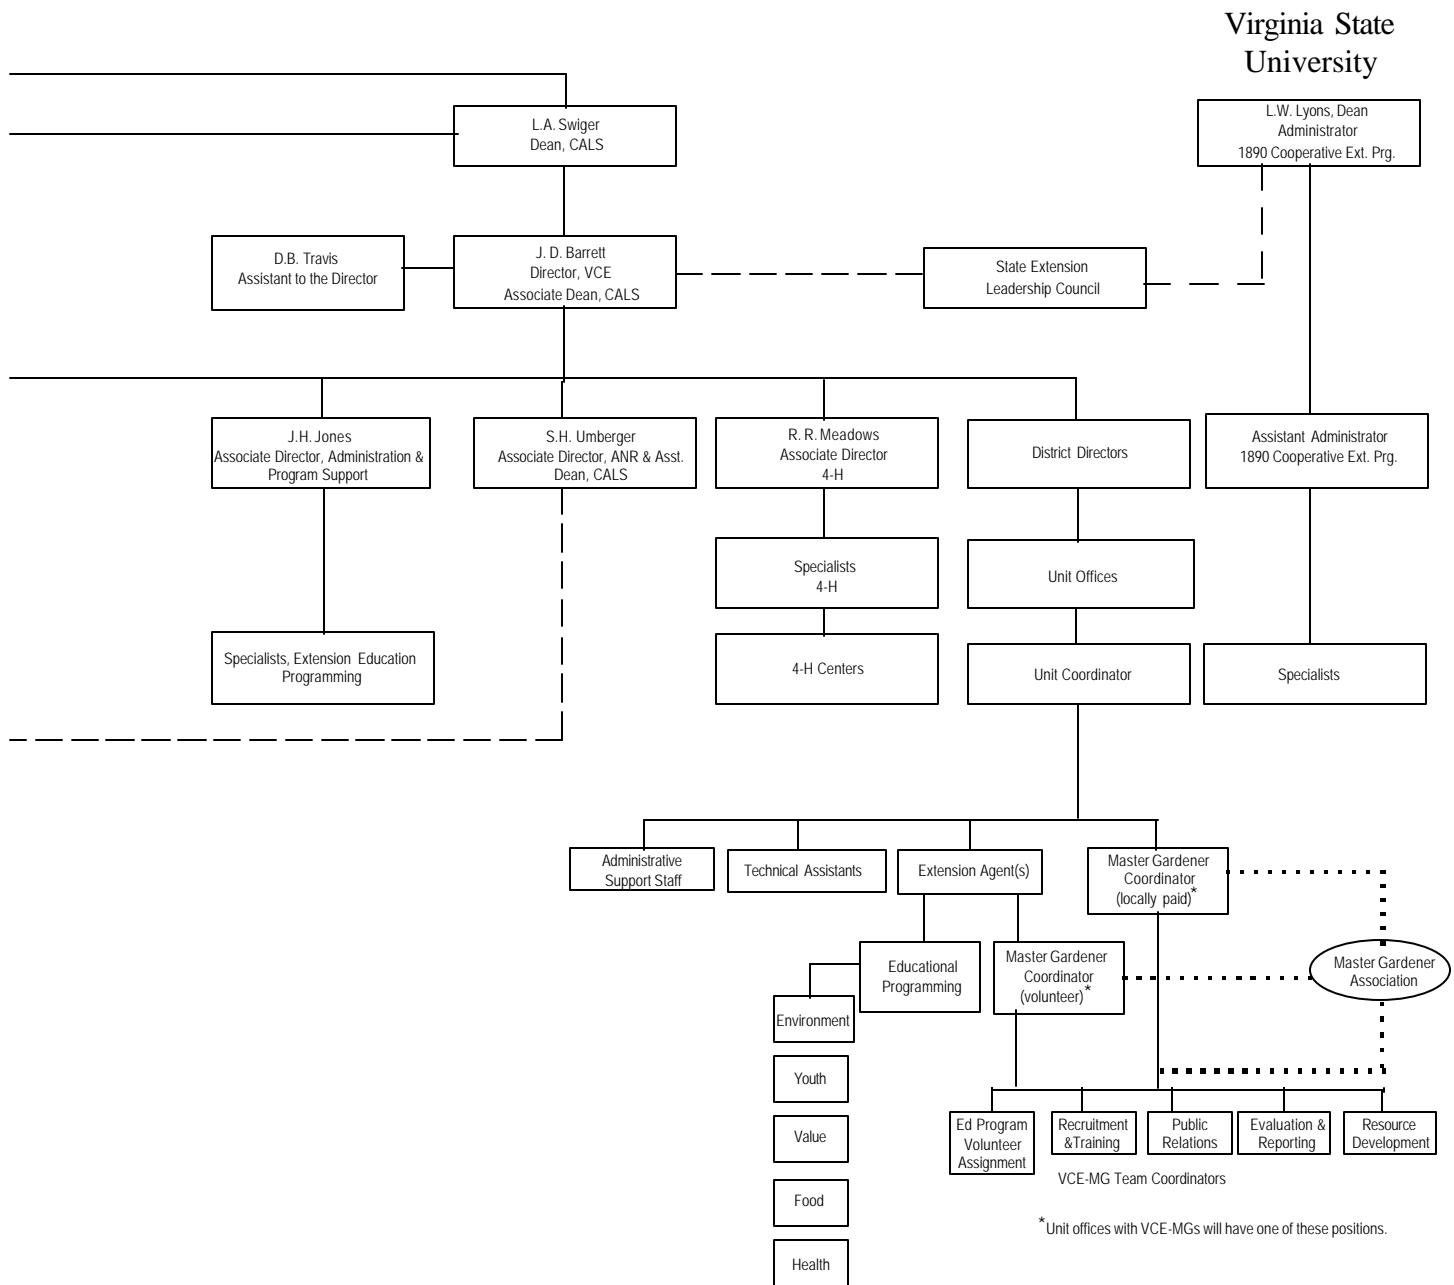 Virginia State
University
L.W. Lyons, Dean
Administrator
1890 Cooperative Ext. Prg.
L.A. Swiger
Dean, CALS
D.B. Travis
Assistant to the Director
J. D. Barrett
Director, VCE
Associate Dean, CALS
State Extension
Leadership Council
J.H. Jones
Associate Director, Administration &
Program Support
S.H. Umberger
Associate Director, ANR & Asst.
Dean, CALS
R. R. Meadows
Associate Director
4-H
District Directors
Assistant Administrator
1890 Cooperative Ext. Prg.
Specialists
4-H
Unit Offices
Specialists, Extension Education
Programming
4-H Centers
Unit Coordinator
Specialists
Administrative
Support Staff
Technical Assistants
Extension Agent(s)
Master Gardener
Coordinator
(locally paid)*
Educational
Programming
Master Gardener
Coordinator
(volunteer)*
Master Gardener
Association
Environment
Youth
Value
Food
Health
Ed Program
Volunteer
Assignment
Recruitment
&Training
Public
Relations
Evaluation &
Reporting
Resource
Development
VCE-MG Team Coordinators
*Unit offices with VCE-MGs will have one of these positions.